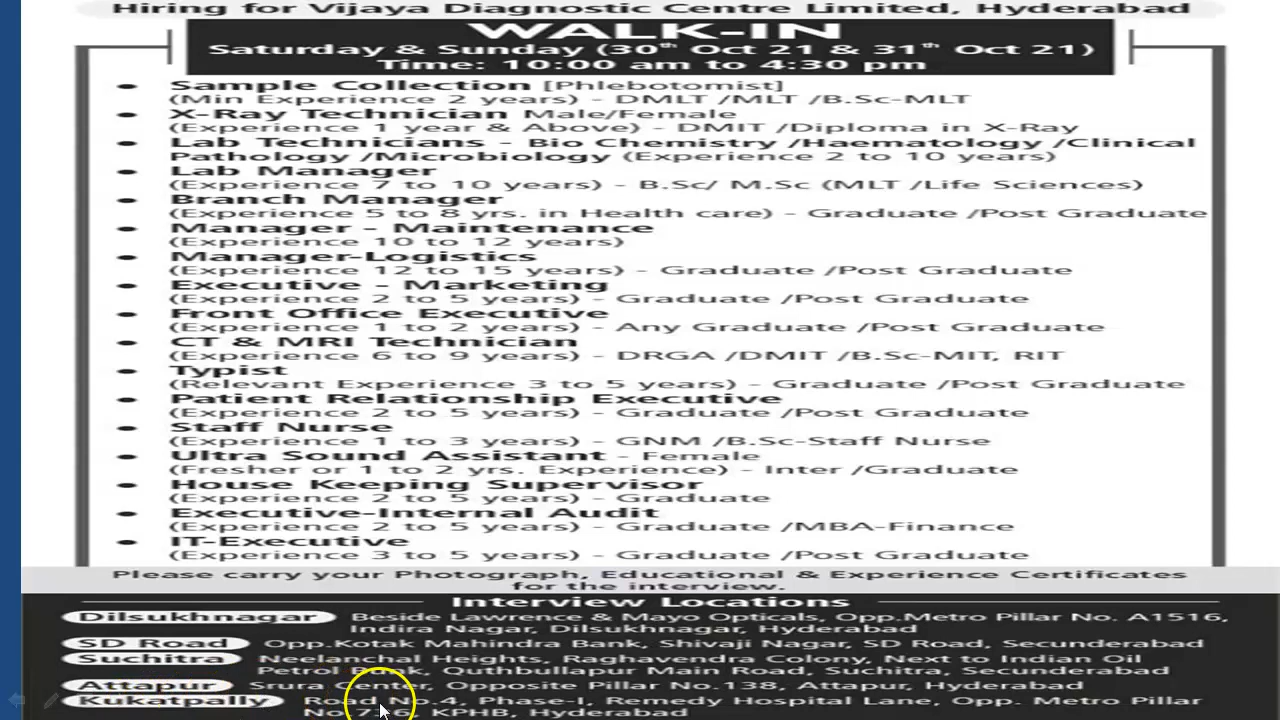 Hiring for Vijaya Diagnostic Centre Limited, Hyderabad
WALK-IN
Saturday & Sunday (30th Oct 21 & 31th Oct 21)
Time: 10:00 am to 4:30 pm
• Sample Collection [Phlebotomist]
(Min Experience 2 years) - DMLT /MLT /B.Sc-MLT
• X-Ray Technician Male/Female
(Experience 1 year & Above) - DMIT /Diploma in X-Ray
• Lab Technicians - Bio Chemistry /Haematology /Clinical
Pathology /Microbiology (Experience 2 to 10 years)
• Lab Manager
(Experience 7 to 10 years) - B.Sc/ M.Sc (MLT /Life Sciences)
• Branch Manager
(Experience 5 to 8 yrs. in Health care) - Graduate /Post Graduate
• Manager - Maintenance
(Experience 10 to 12 years)
• Manager-Logistics
(Experience 12 to 15 years) - Graduate /Post Graduate
• Executive - Marketing
(Experience 2 to 5 years) - Graduate /Post Graduate
• Front Office Executive
(Experience 1 to 2 years) - Any Graduate /Post Graduate
• CT & MRI Technician
(Experience 6 to 9 years) - DRGA /DMIT /B.Sc-MIT, RIT
• Typist
(Relevant Experience 3 to 5 years) - Graduate /Post Graduate
• Patient Relationship Executive
(Experience 2 to 5 years) - Graduate /Post Graduate
• Staff Nurse
(Experience 1 to 3 years) - GNM /B.Sc-Staff Nurse
• Ultra Sound Assistant - Female
(Fresher or 1 to 2 yrs. Experience) - Inter /Graduate
• House Keeping Supervisor
(Experience 2 to 5 years) - Graduate
• Executive-Internal Audit
(Experience 2 to 5 years) - Graduate /MBA-Finance
• IT-Executive
(Experience 3 to 5 years) - Graduate /Post Graduate
Please carry your Photograph, Educational & Experience Certificates
for the interview.
Interview Locations
Dilsukhnagar Beside Lawrence & Mayo Opticals, Opp.Metro Pillar No. A1516,
Indira Nagar, Dilsukhnagar, Hyderabad
SD Road Opp.Kotak Mahindra Bank, Shivaji Nagar, SD Road, Secunderabad
Suchitra Neelanchal Heights, Raghavendra Colony, Next to Indian Oil
Petrol Bunk, Quthbullapur Main Road, Suchitra, Secunderabad
Attapur Srura Center, Opposite Pillar No.138, Attapur, Hyderabad
Kukatpally Road No.4, Phase-I, Remedy Hospital Lane, Opp. Metro Pillar
No KPHB, Hyderabad